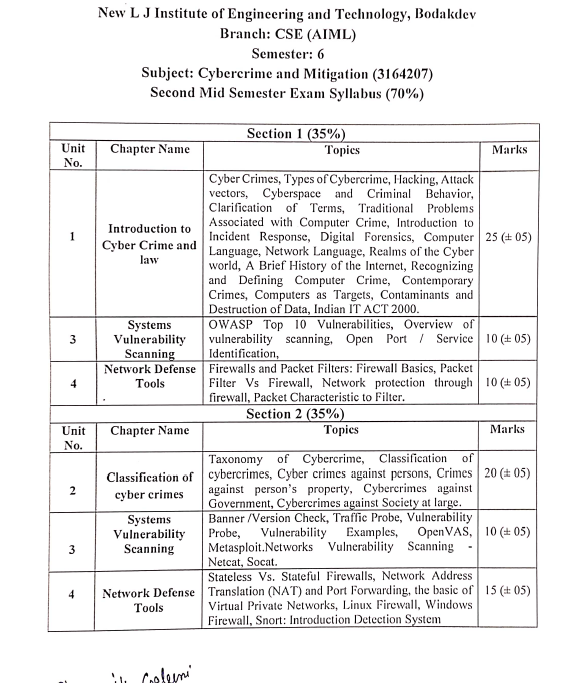 New L J Institute of Engineering and Technology, Bodakdev
Branch: CSE (AIML)
Semester: 6
Subject: Cybercrime and Mitigation (3164207)
Second Mid Semester Exam Syllabus (70%)
Section 1 (35%)
Unit No. Chapter Name Topics Marks
1
Introduction to
Cyber Crime and
law
Cyber Crimes, Types of Cybercrime, Hacking, Attack
vectors, Cyberspace and Criminal Behavior,
Clarification of Terms, Traditional Problems
Associated with Computer Crime, Introduction to
Incident Response, Digital Forensics, Computer
Language, Network Language, Realms of the Cyber
world, A Brief History of the Internet, Recognizing
and Defining Computer Crime, Contemporary
Crimes, Computers as Targets, Contaminants and
Destruction of Data, Indian IT ACT 2000.
25 (± 05)
3
Systems
Vulnerability
Scanning
OWASP Top 10 Vulnerabilities, Overview of
vulnerability scanning, Open Port / Service
Identification,
10 (± 05)
4
Network Defense
Tools
Firewalls and Packet Filters: Firewall Basics, Packet
Filter Vs Firewall, Network protection through
firewall, Packet Characteristic to Filter.
10 (± 05)
Section 2 (35%)
Unit No. Chapter Name Topics Marks
2
Classification of
cyber crimes
Taxonomy of Cybercrime, Classification of
cybercrimes, Cyber crimes against persons, Crimes
against person's property, Cybercrimes against
Government, Cybercrimes against Society at large.
20 (± 05)
3
Systems
Vulnerability
Scanning
Banner /Version Check, Traffic Probe, Vulnerability
Probe, Vulnerability Examples, OpenVAS,
Metasploit.Networks Vulnerability Scanning -
Netcat, Socat.
10 (± 05)
4
Network Defense
Tools
Stateless Vs. Stateful Firewalls, Network Address
Translation (NAT) and Port Forwarding, the basic of
Virtual Private Networks, Linux Firewall, Windows
Firewall, Snort: Introduction Detection System
15 (± 05)